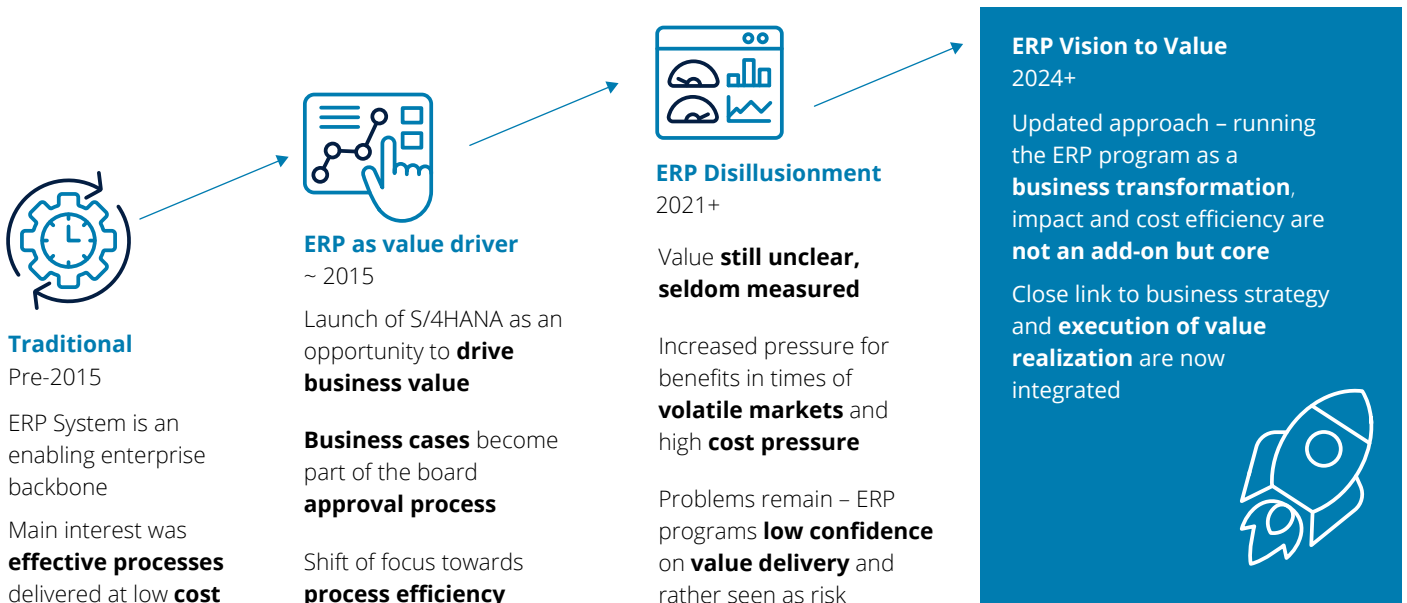 Traditional
Pre-2015
ERP System is an
enabling enterprise
backbone
Main interest was
effective processes
delivered at low cost
ERP as value driver
~ 2015
Launch of S/4HANA as an
opportunity to drive
business value
Business cases become
part of the board
approval process
Shift of focus towards
process efficiency
ERP Disillusionment
2021+
Value still unclear,
seldom measured
Increased pressure for
benefits in times of
volatile markets and
high cost pressure
Problems remain – ERP
programs low confidence
on value delivery and
rather seen as risk
ERP Vision to Value
2024+
Updated approach – running
the ERP program as a
business transformation,
impact and cost efficiency are
not an add-on but core
Close link to business strategy
and execution of value
realization are now
integrated